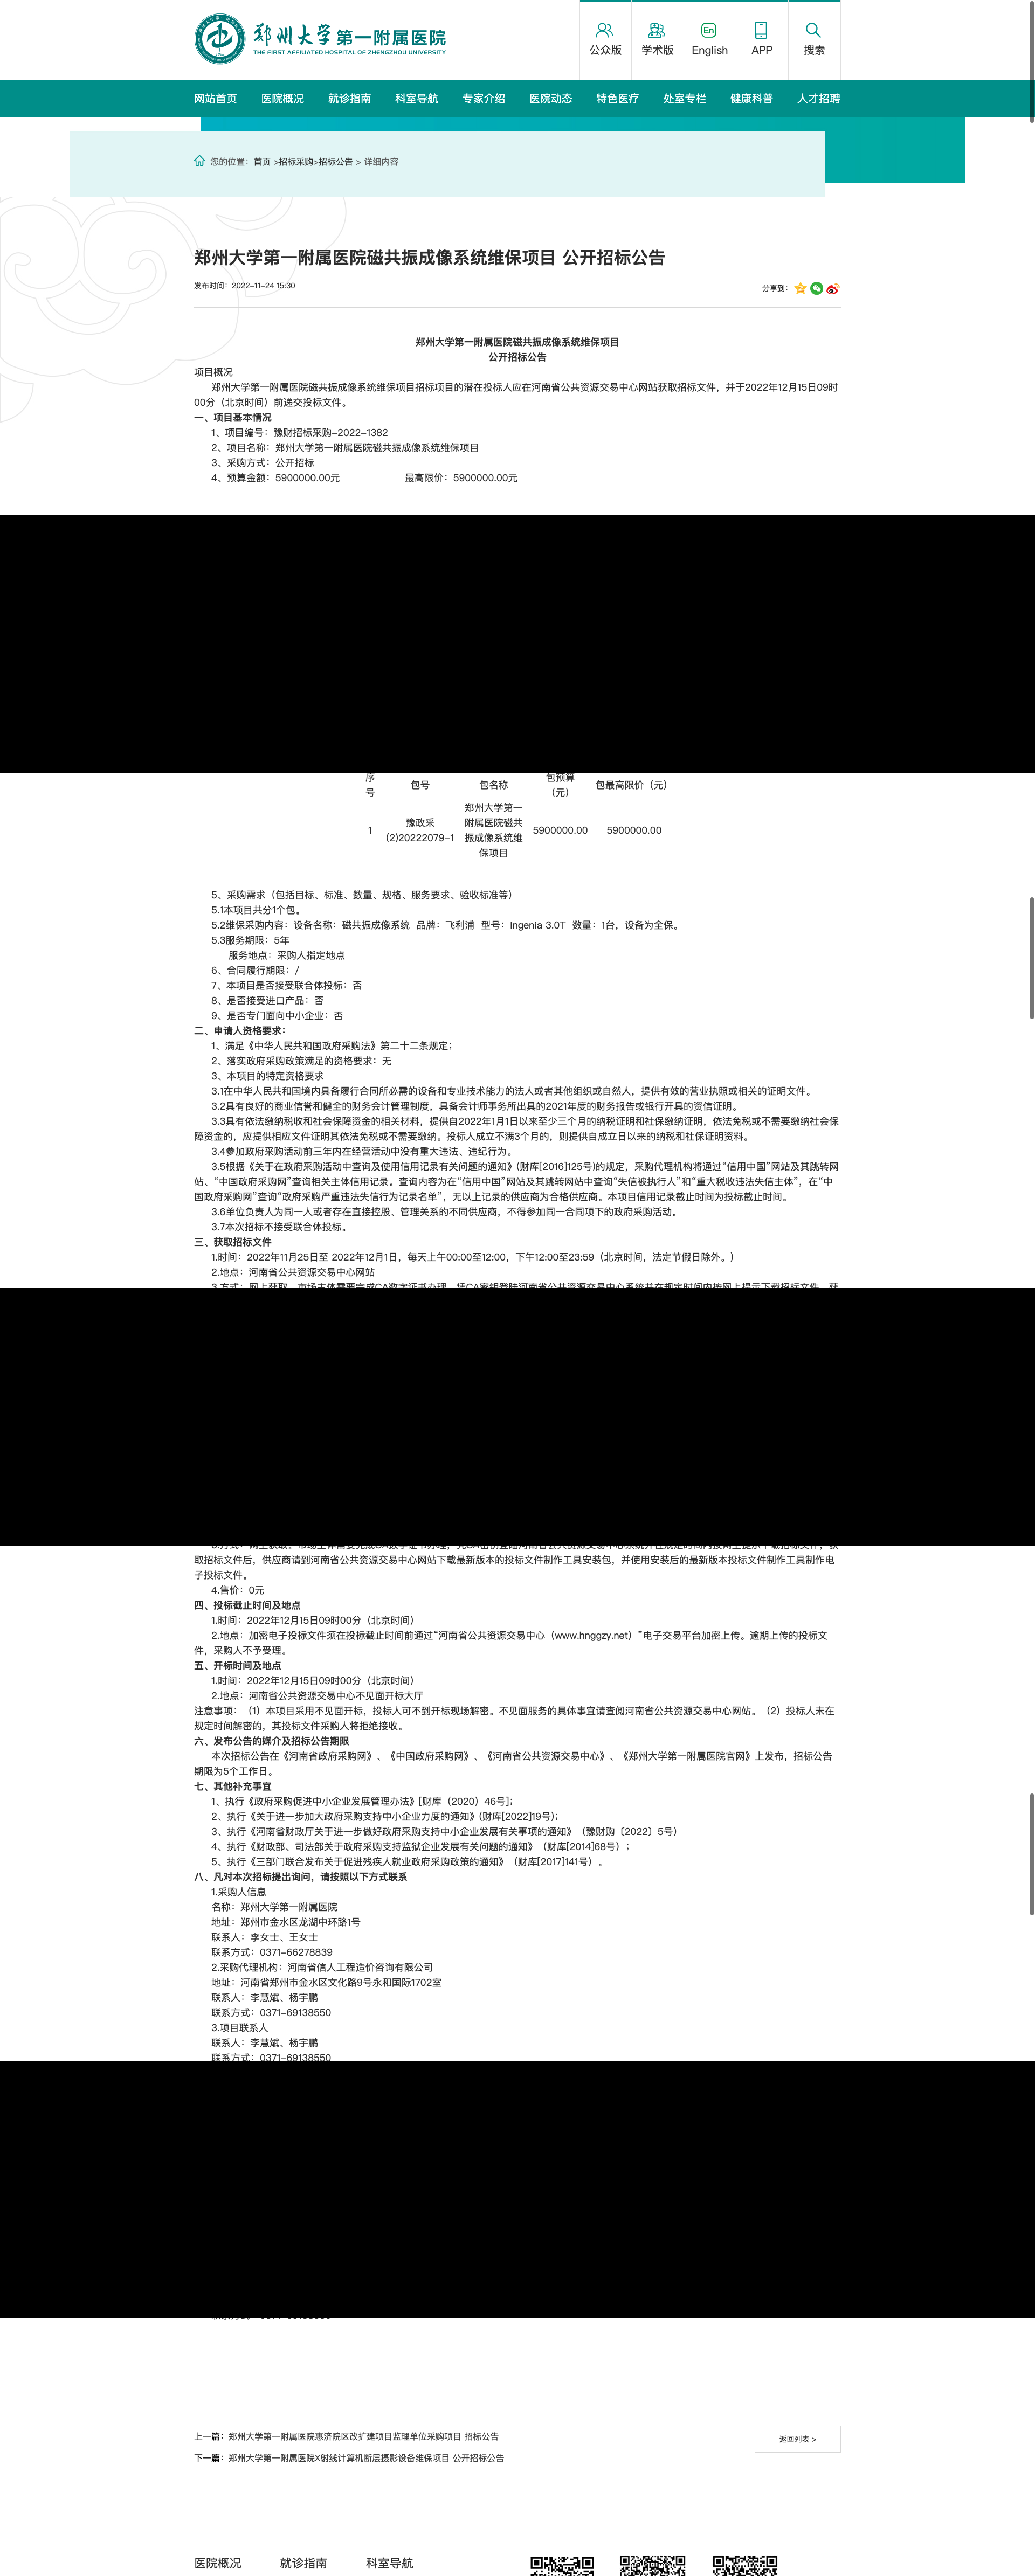 郑州大学第一附属医院
THE FIRST AFFILIATED HOSPITAL OF ZHENGZHOU UNIVERSITY
公众版
学术版
English
APP
搜索
网站首页 医院概况 就诊指南 科室导航 专家介绍 医院动态 特色医疗 处室专栏 健康科普 人才招聘
您的位置：首页 >招标采购>招标公告 > 详细内容
郑州大学第一附属医院磁共振成像系统维保项目 公开招标公告
发布时间：2022-11-24 15:30
分享到：
郑州大学第一附属医院磁共振成像系统维保项目
公开招标公告
项目概况
郑州大学第一附属医院磁共振成像系统维保项目招标项目的潜在投标人应在河南省公共资源交易中心网站获取招标文件，并于2022年12月15日09时
00分（北京时间）前递交投标文件。
一、项目基本情况
1、项目编号：豫财招标采购-2022-1382
2、项目名称：郑州大学第一附属医院磁共振成像系统维保项目
3、采购方式：公开招标
4、预算金额：5900000.00元 最高限价：5900000.00元
序号 包号 包名称 包预算（元） 包最高限价（元）
1 豫政采(2)20222079-1 郑州大学第一附属医院磁共振成像系统维保项目 5900000.00 5900000.00
5、采购需求（包括目标、标准、数量、规格、服务要求、验收标准等）
5.1本项目共分1个包。
5.2维保采购内容：设备名称：磁共振成像系统 品牌：飞利浦 型号：Ingenia 3.0T 数量：1台，设备为全保。
5.3服务期限：5年
服务地点：采购人指定地点
6、合同履行期限：/
7、本项目是否接受联合体投标：否
8、是否接受进口产品：否
9、是否专门面向中小企业：否
二、申请人资格要求：
1、满足《中华人民共和国政府采购法》第二十二条规定；
2、落实政府采购政策满足的资格要求：无
3、本项目的特定资格要求
3.1在中华人民共和国境内具备履行合同所必需的设备和专业技术能力的法人或者其他组织或自然人，提供有效的营业执照或相关的证明文件。
3.2具有良好的商业信誉和健全的财务会计管理制度，具备会计师事务所出具的2021年度的财务报告或银行开具的资信证明。
3.3具有依法缴纳税收和社会保障资金的相关材料，提供自2022年1月1日以来至少三个月的纳税证明和社保缴纳证明，依法免税或不需要缴纳社会保
障资金的，应提供相应文件证明其依法免税或不需要缴纳。投标人成立不满3个月的，则提供自成立日以来的纳税和社保证明资料。
3.4参加政府采购活动前三年内在经营活动中没有重大违法、违纪行为。
3.5根据《关于在政府采购活动中查询及使用信用记录有关问题的通知》(财库[2016]125号)的规定，采购代理机构将通过“信用中国”网站及其跳转网
站、“中国政府采购网”查询相关主体信用记录。查询内容为在“信用中国”网站及其跳转网站中查询“失信被执行人”和“重大税收违法失信主体”，在“中
国政府采购网”查询“政府采购严重违法失信行为记录名单”，无以上记录的供应商为合格供应商。本项目信用记录截止时间为投标截止时间。
3.6单位负责人为同一人或者存在直接控股、管理关系的不同供应商，不得参加同一合同项下的政府采购活动。
3.7本次招标不接受联合体投标。
三、获取招标文件
1.时间：2022年11月25日至 2022年12月1日，每天上午00:00至12:00，下午12:00至23:59（北京时间，法定节假日除外。）
2.地点：河南省公共资源交易中心网站
3.方式：网上获取。市场主体需要完成CA数字证书办理，凭CA密钥登陆河南省公共资源交易中心系统并在规定时间内按网上提示下载招标文件，获
取招标文件后，供应商请到河南省公共资源交易中心网站下载最新版本的投标文件制作工具安装包，并使用安装后的最新版本投标文件制作工具制作电
子投标文件。
4.售价：0元
四、投标截止时间及地点
1.时间：2022年12月15日09时00分（北京时间）
2.地点：加密电子投标文件须在投标截止时间前通过“河南省公共资源交易中心（www.hnggzy.net）”电子交易平台加密上传。逾期上传的投标文
件，采购人不予受理。
五、开标时间及地点
1.时间：2022年12月15日09时00分（北京时间）
2.地点：河南省公共资源交易中心不见面开标大厅
注意事项：（1）本项目采用不见面开标，投标人可不到开标现场解密。不见面服务的具体事宜请查阅河南省公共资源交易中心网站。（2）投标人未在
规定时间解密的，其投标文件采购人将拒绝接收。
六、发布公告的媒介及招标公告期限
本次招标公告在《河南省政府采购网》、《中国政府采购网》、《河南省公共资源交易中心》、《郑州大学第一附属医院官网》上发布，招标公告
期限为5个工作日。
七、其他补充事宜
1、执行《政府采购促进中小企业发展管理办法》[财库（2020）46号]；
2、执行《关于进一步加大政府采购支持中小企业力度的通知》(财库[2022]19号)；
3、执行《河南省财政厅关于进一步做好政府采购支持中小企业发展有关事项的通知》（豫财购〔2022〕5号）
4、执行《财政部、司法部关于政府采购支持监狱企业发展有关问题的通知》（财库[2014]68号）；
5、执行《三部门联合发布关于促进残疾人就业政府采购政策的通知》（财库[2017]141号）。
八、凡对本次招标提出询问，请按照以下方式联系
1.采购人信息
名称：郑州大学第一附属医院
地址：郑州市金水区龙湖中环路1号
联系人：李女士、王女士
联系方式：0371-66278839
2.采购代理机构：河南省信人工程造价咨询有限公司
地址：河南省郑州市金水区文化路9号永和国际1702室
联系人：李慧斌、杨宇鹏
联系方式：0371-69138550
3.项目联系人
联系人：李慧斌、杨宇鹏
联系方式：0371-69138550
上一篇：郑州大学第一附属医院惠济院区改扩建项目监理单位采购项目 招标公告
返回列表 >
下一篇：郑州大学第一附属医院X射线计算机断层摄影设备维保项目 公开招标公告
医院概况 就诊指南 科室导航